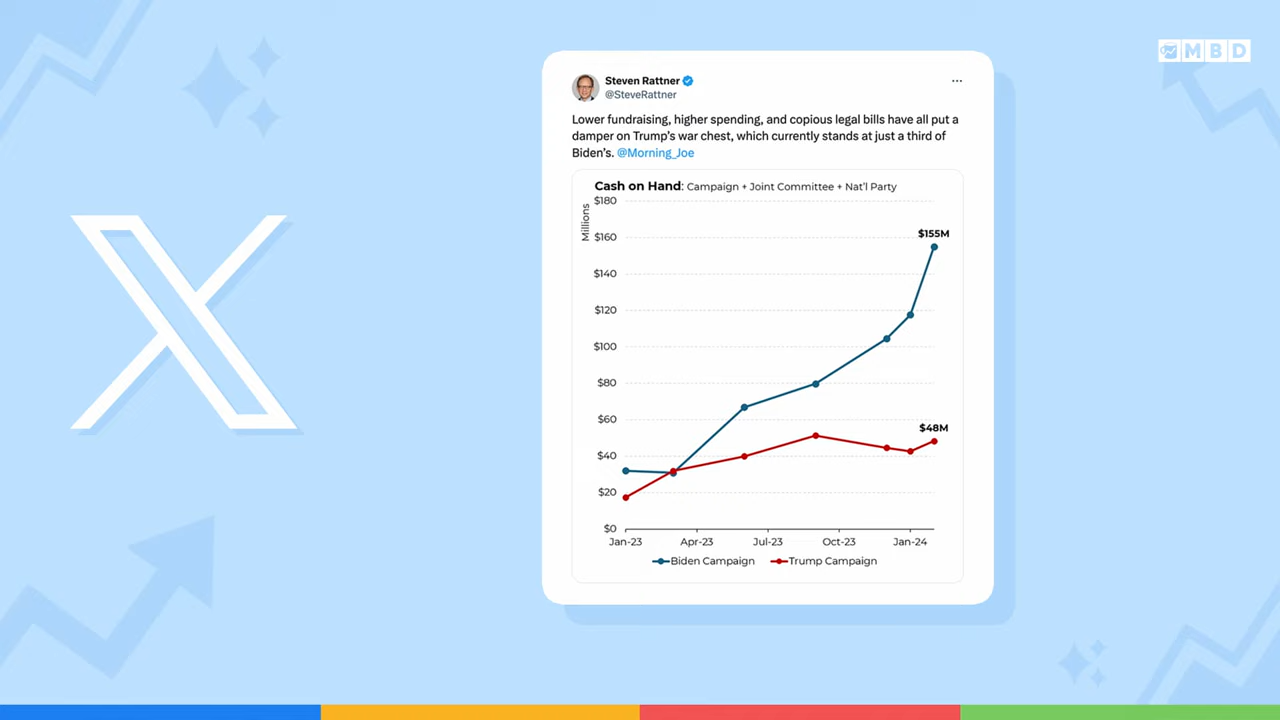 MBD
Steven Rattner
@SteveRattner
Lower fundraising, higher spending, and copious legal bills have all put a
damper on Trump's war chest, which currently stands at just a third of
Biden's. @Morning_Joe
Cash on Hand: Campaign + Joint Committee + Nat'l Party
Millions
$180
$160
$140
$120
$100
$80
$60
$40
$20
$0
$155M
$48M
Jan-23 Apr-23 Jul-23 Oct-23 Jan-24
Biden Campaign Trump Campaign